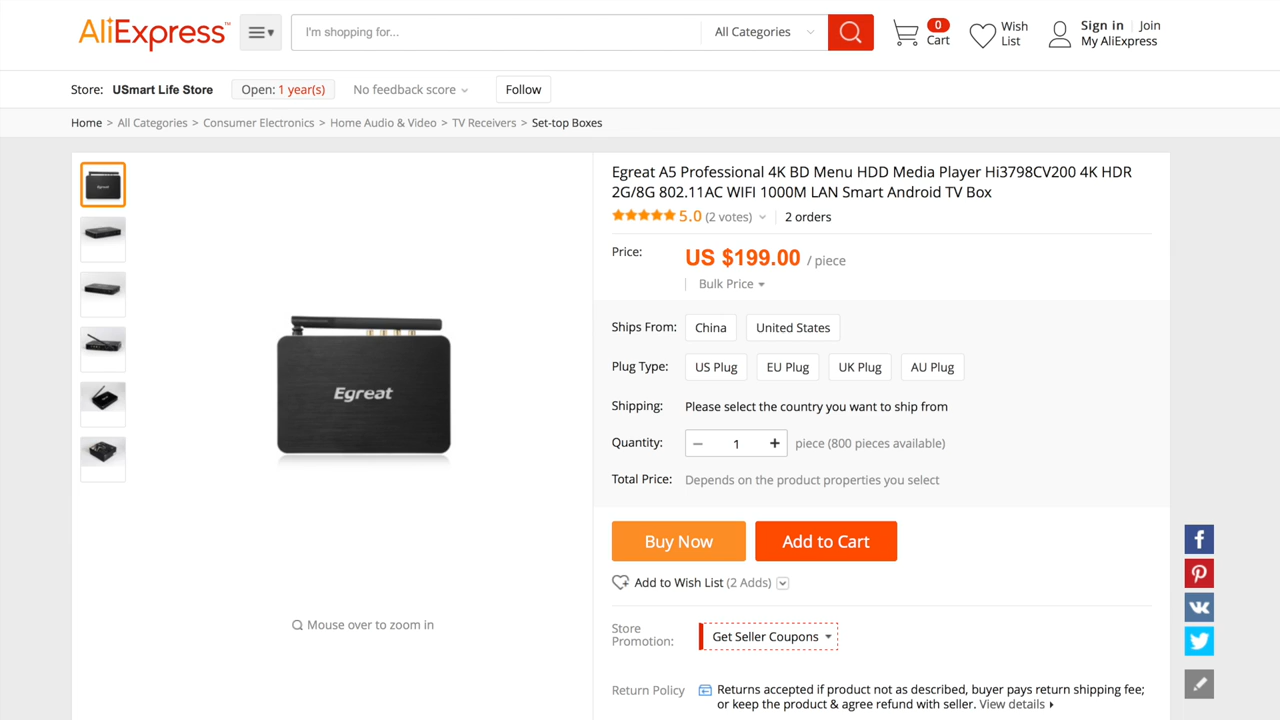 AliExpress™
I'm shopping for...
All Categories
0
Cart
Wish
List
Sign in
Join
My AliExpress
Store: USmart Life Store
Open: 1 year(s)
No feedback score
Follow
Home > All Categories > Consumer Electronics > Home Audio & Video > TV Receivers > Set-top Boxes
Egreat
Egreat A5 Professional 4K BD Menu HDD Media Player Hi3798CV200 4K HDR
2G/8G 802.11AC WIFI 1000M LAN Smart Android TV Box
5.0 (2 votes) 2 orders
Price: US $199.00 / piece
Bulk Price
Ships From: China United States
Plug Type: US Plug EU Plug UK Plug AU Plug
Shipping: Please select the country you want to ship from
Quantity: − 1 + piece (800 pieces available)
Total Price: Depends on the product properties you select
Buy Now Add to Cart
Add to Wish List (2 Adds)
Mouse over to zoom in
Store
Promotion:
Get Seller Coupons
Return Policy
Returns accepted if product not as described, buyer pays return shipping fee;
or keep the product & agree refund with seller. View details